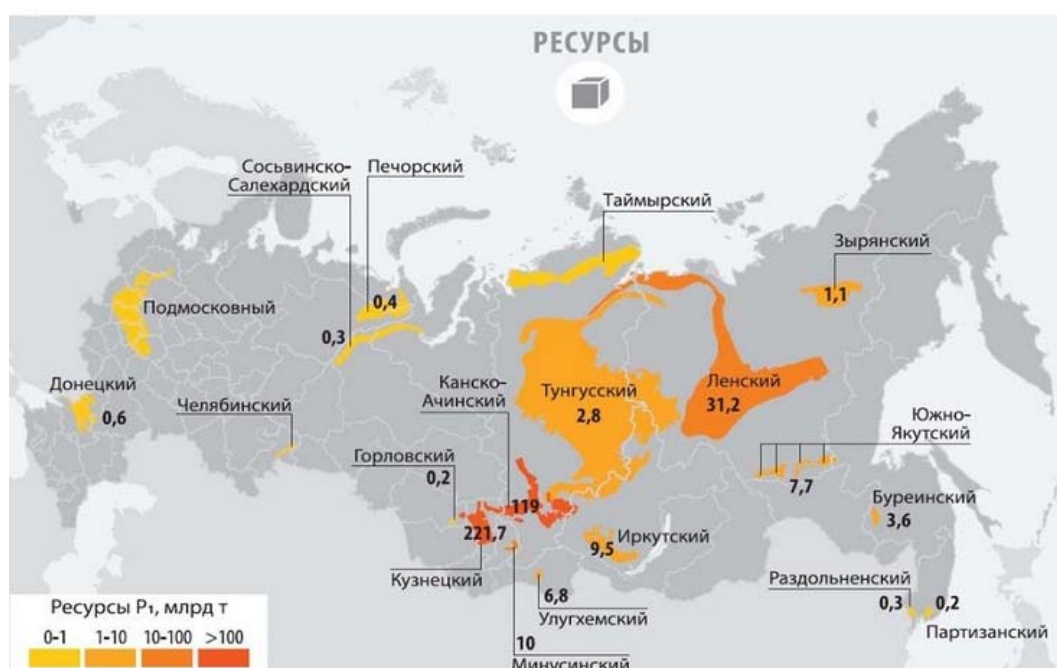 РЕСУРСЫ
Сосьвинско-
Салехардский
Печорский
Таймырский
Зырянский
1,1
0,4
Подмосковный
0,3
Донецкий
0,6
Канско-
Ачинский
Тунгусский
2,8
Ленский
31,2
Челябинский
Южно-
Якутский
7,7
Горловский
0,2
119
221,7
Буреинский
3,6
Иркутский
9,5
Кузнецкий
Раздольненский
0,3
0,2
Партизанский
6,8
Улугхемский
10
Минусинский
Ресурсы P₁, млрд т
0-1 1-10 10-100 >100